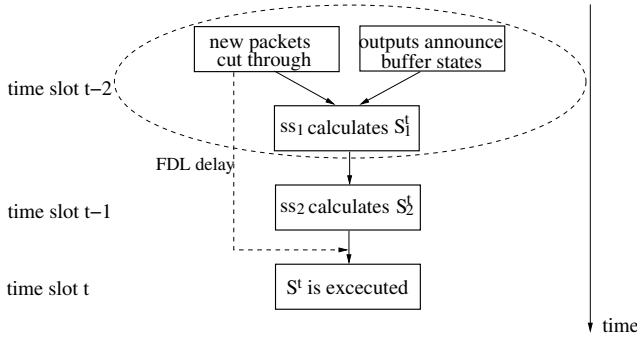 new packets
cut through
outputs announce
buffer states
time slot t−2
ss₁ calculates S₁ᵗ
FDL delay
ss₂ calculates S₂ᵗ
time slot t−1
Sᵗ is excecuted
time slot t
time